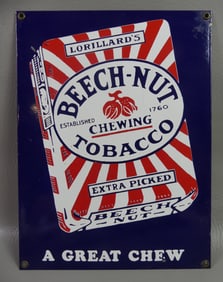 LORILLARD'S
BEECH-NUT
ESTABLISHED 1760
CHEWING
TOBACCO
EXTRA PICKED
BEECH
NUT
A GREAT CHEW